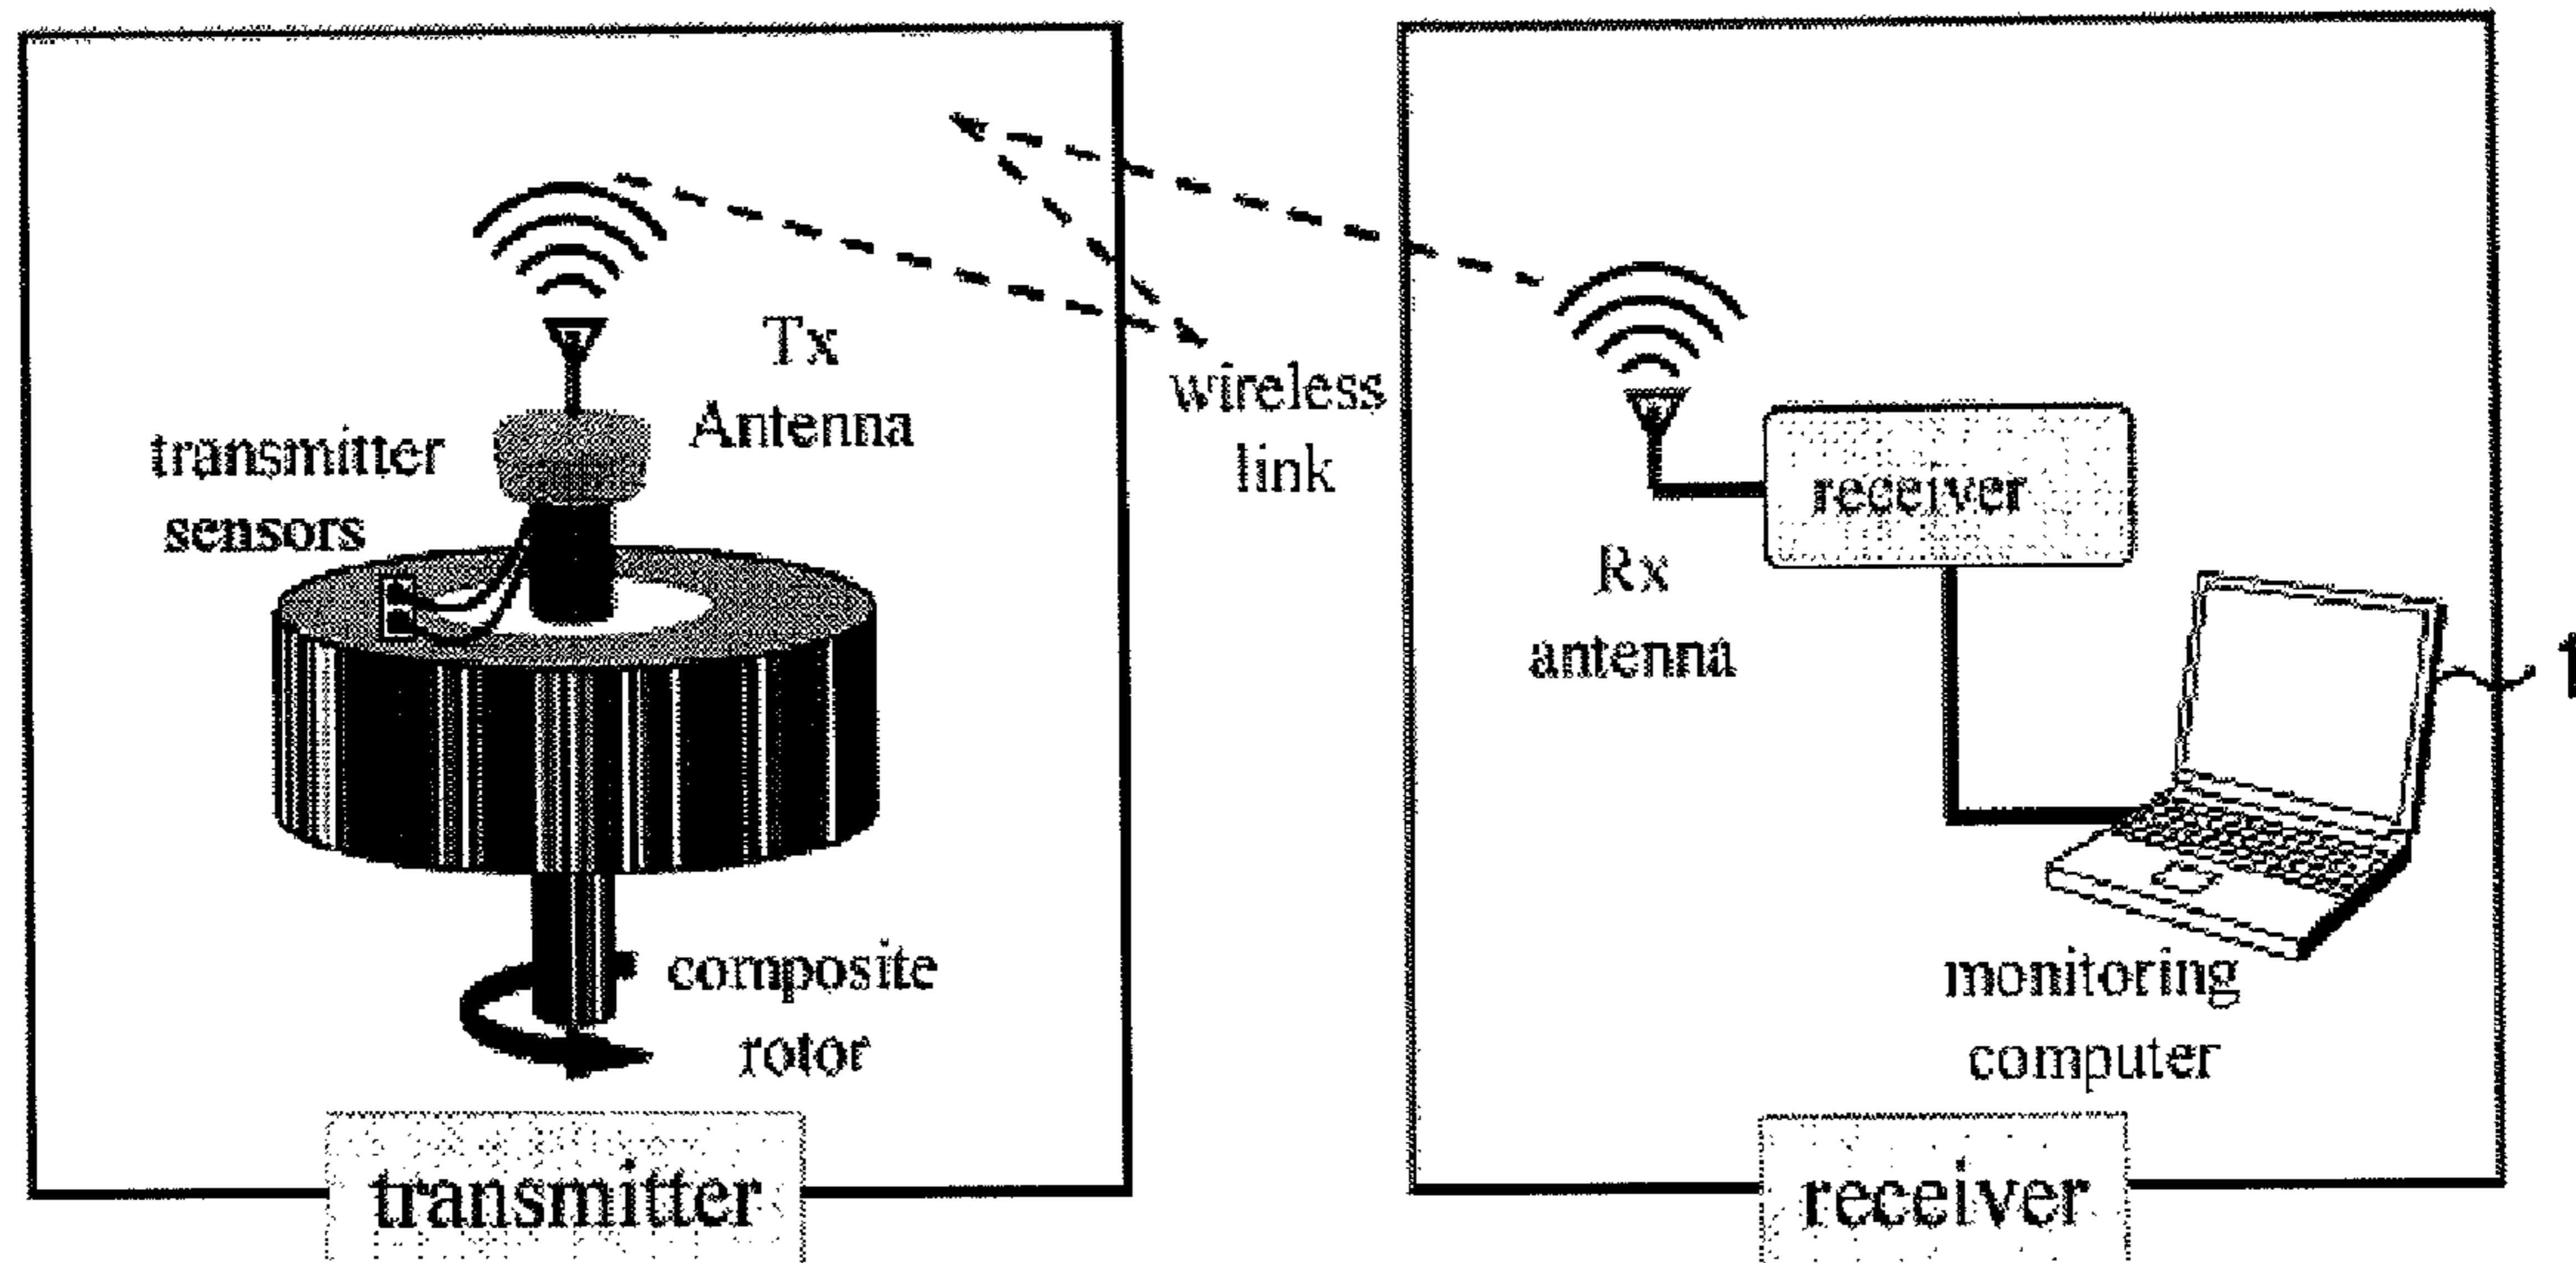 Tx
Antenna
transmitter
sensors
composite
rotor
transmitter
wireless
link
receiver
Rx
antenna
monitoring
computer
receiver